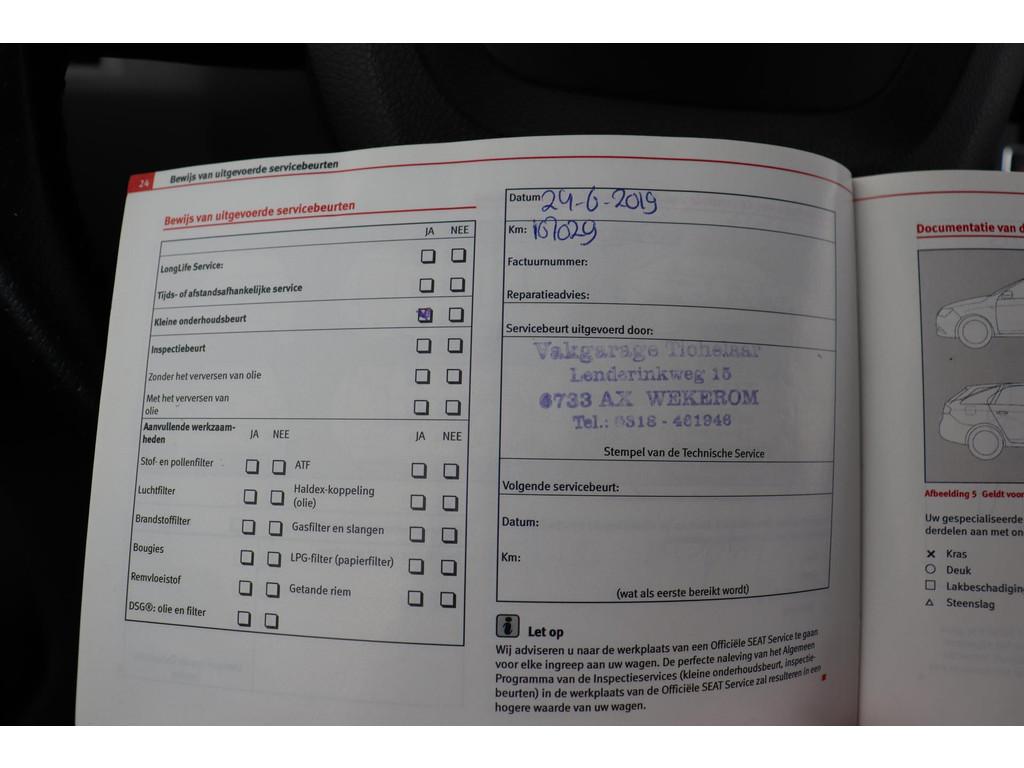 24 Bewijs van uitgevoerde servicebeurten
Bewijs van uitgevoerde servicebeurten
JA NEE
LongLife Service:
Tijds- of afstandsafhankelijke service
Kleine onderhoudsbeurt
Inspectiebeurt
Zonder het verversen van olie
Met het verversen van
olie
Aanvullende werkzaam-
heden
JA NEE JA NEE
Stof- en pollenfilter ATF
Luchtfilter Haldex-koppeling
(olie)
Brandstoffilter Gasfilter en slangen
Bougies LPG-filter (papierfilter)
Remvloeistof Getande riem
DSG®: olie en filter
Datum 24-6-2019
Km: 167029
Factuurnummer:
Reparatieadvies:
Servicebeurt uitgevoerd door:
Vakgarage Tichelaar
Lenderinkweg 15
6733 AX WEKEROM
Tel.: 0318 - 461946
Stempel van de Technische Service
Volgende servicebeurt:
Datum:
Km:
(wat als eerste bereikt wordt)
i Let op
Wij adviseren u naar de werkplaats van een Officiële SEAT Service te gaan
voor elke ingreep aan uw wagen. De perfecte naleving van het Algemeen
Programma van de Inspectieservices (kleine onderhoudsbeurt, inspectie-
beurten) in de werkplaats van de Officiële SEAT Service zal resulteren in een
hogere waarde van uw wagen.
Documentatie van d
Afbeelding 5 Geldt voor
Uw gespecialiseerde
derdelen aan met on
Kras
Deuk
Lakbeschadigin
Steenslag